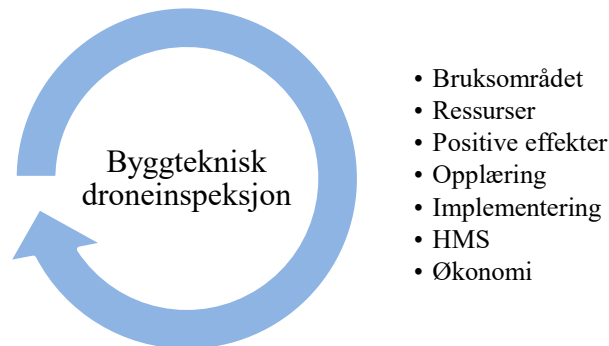 Byggteknisk
droneinspeksjon
• Bruksområdet
• Ressurser
• Positive effekter
• Opplæring
• Implementering
• HMS
• Økonomi